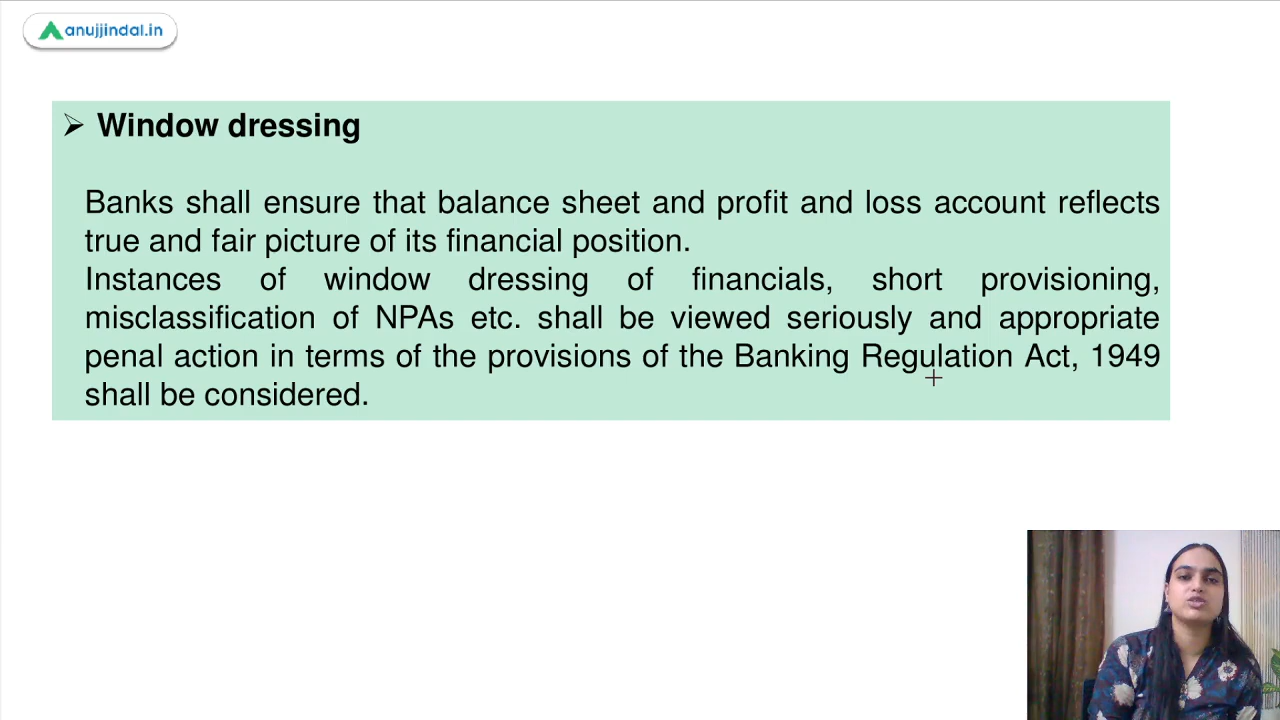 anujjindal.in
➢ Window dressing
Banks shall ensure that balance sheet and profit and loss account reflects
true and fair picture of its financial position.
Instances of window dressing of financials, short provisioning,
misclassification of NPAs etc. shall be viewed seriously and appropriate
penal action in terms of the provisions of the Banking Regulation Act, 1949
shall be considered.